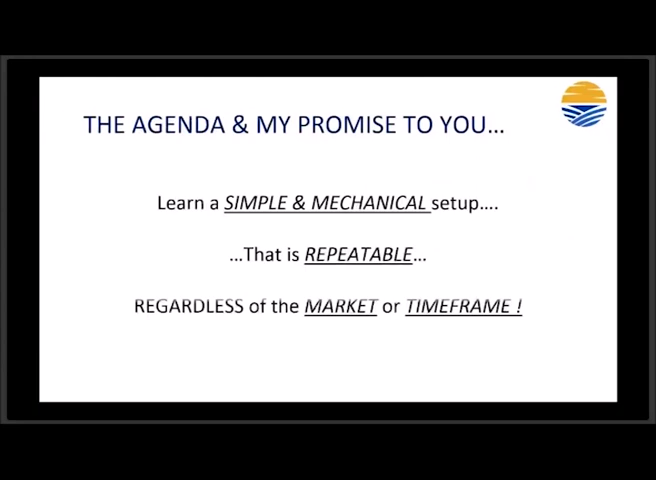 THE AGENDA & MY PROMISE TO YOU...
Learn a SIMPLE & MECHANICAL setup....
...That is REPEATABLE...
REGARDLESS of the MARKET or TIMEFRAME !